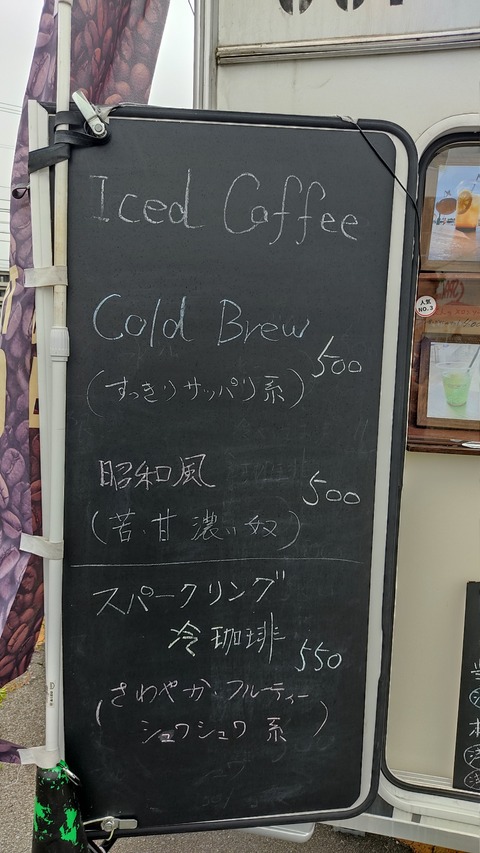 Iced Coffee
Cold Brew
500
(すっきりサッパリ系)
昭和風
500
(苦・甘 濃い奴)
スパークリング
冷珈琲
550
(さわやか・フルーティー
シュワシュワ系)
人気
NO.3